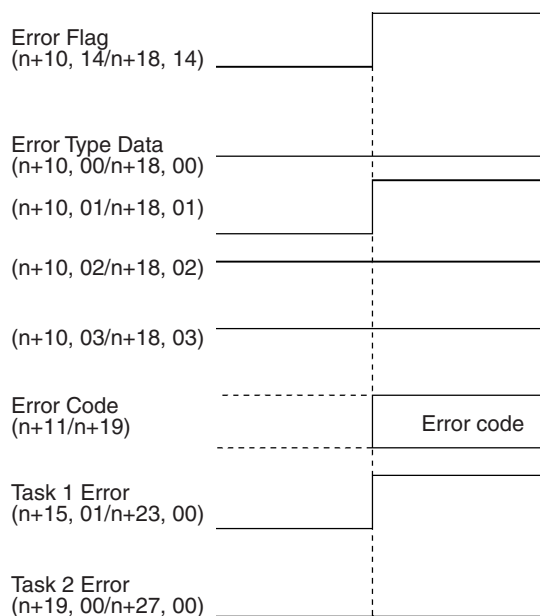 Error Flag
(n+10, 14/n+18, 14)
Error Type Data
(n+10, 00/n+18, 00)
(n+10, 01/n+18, 01)
(n+10, 02/n+18, 02)
(n+10, 03/n+18, 03)
Error Code
(n+11/n+19)
Error code
Task 1 Error
(n+15, 01/n+23, 00)
Task 2 Error
(n+19, 00/n+27, 00)